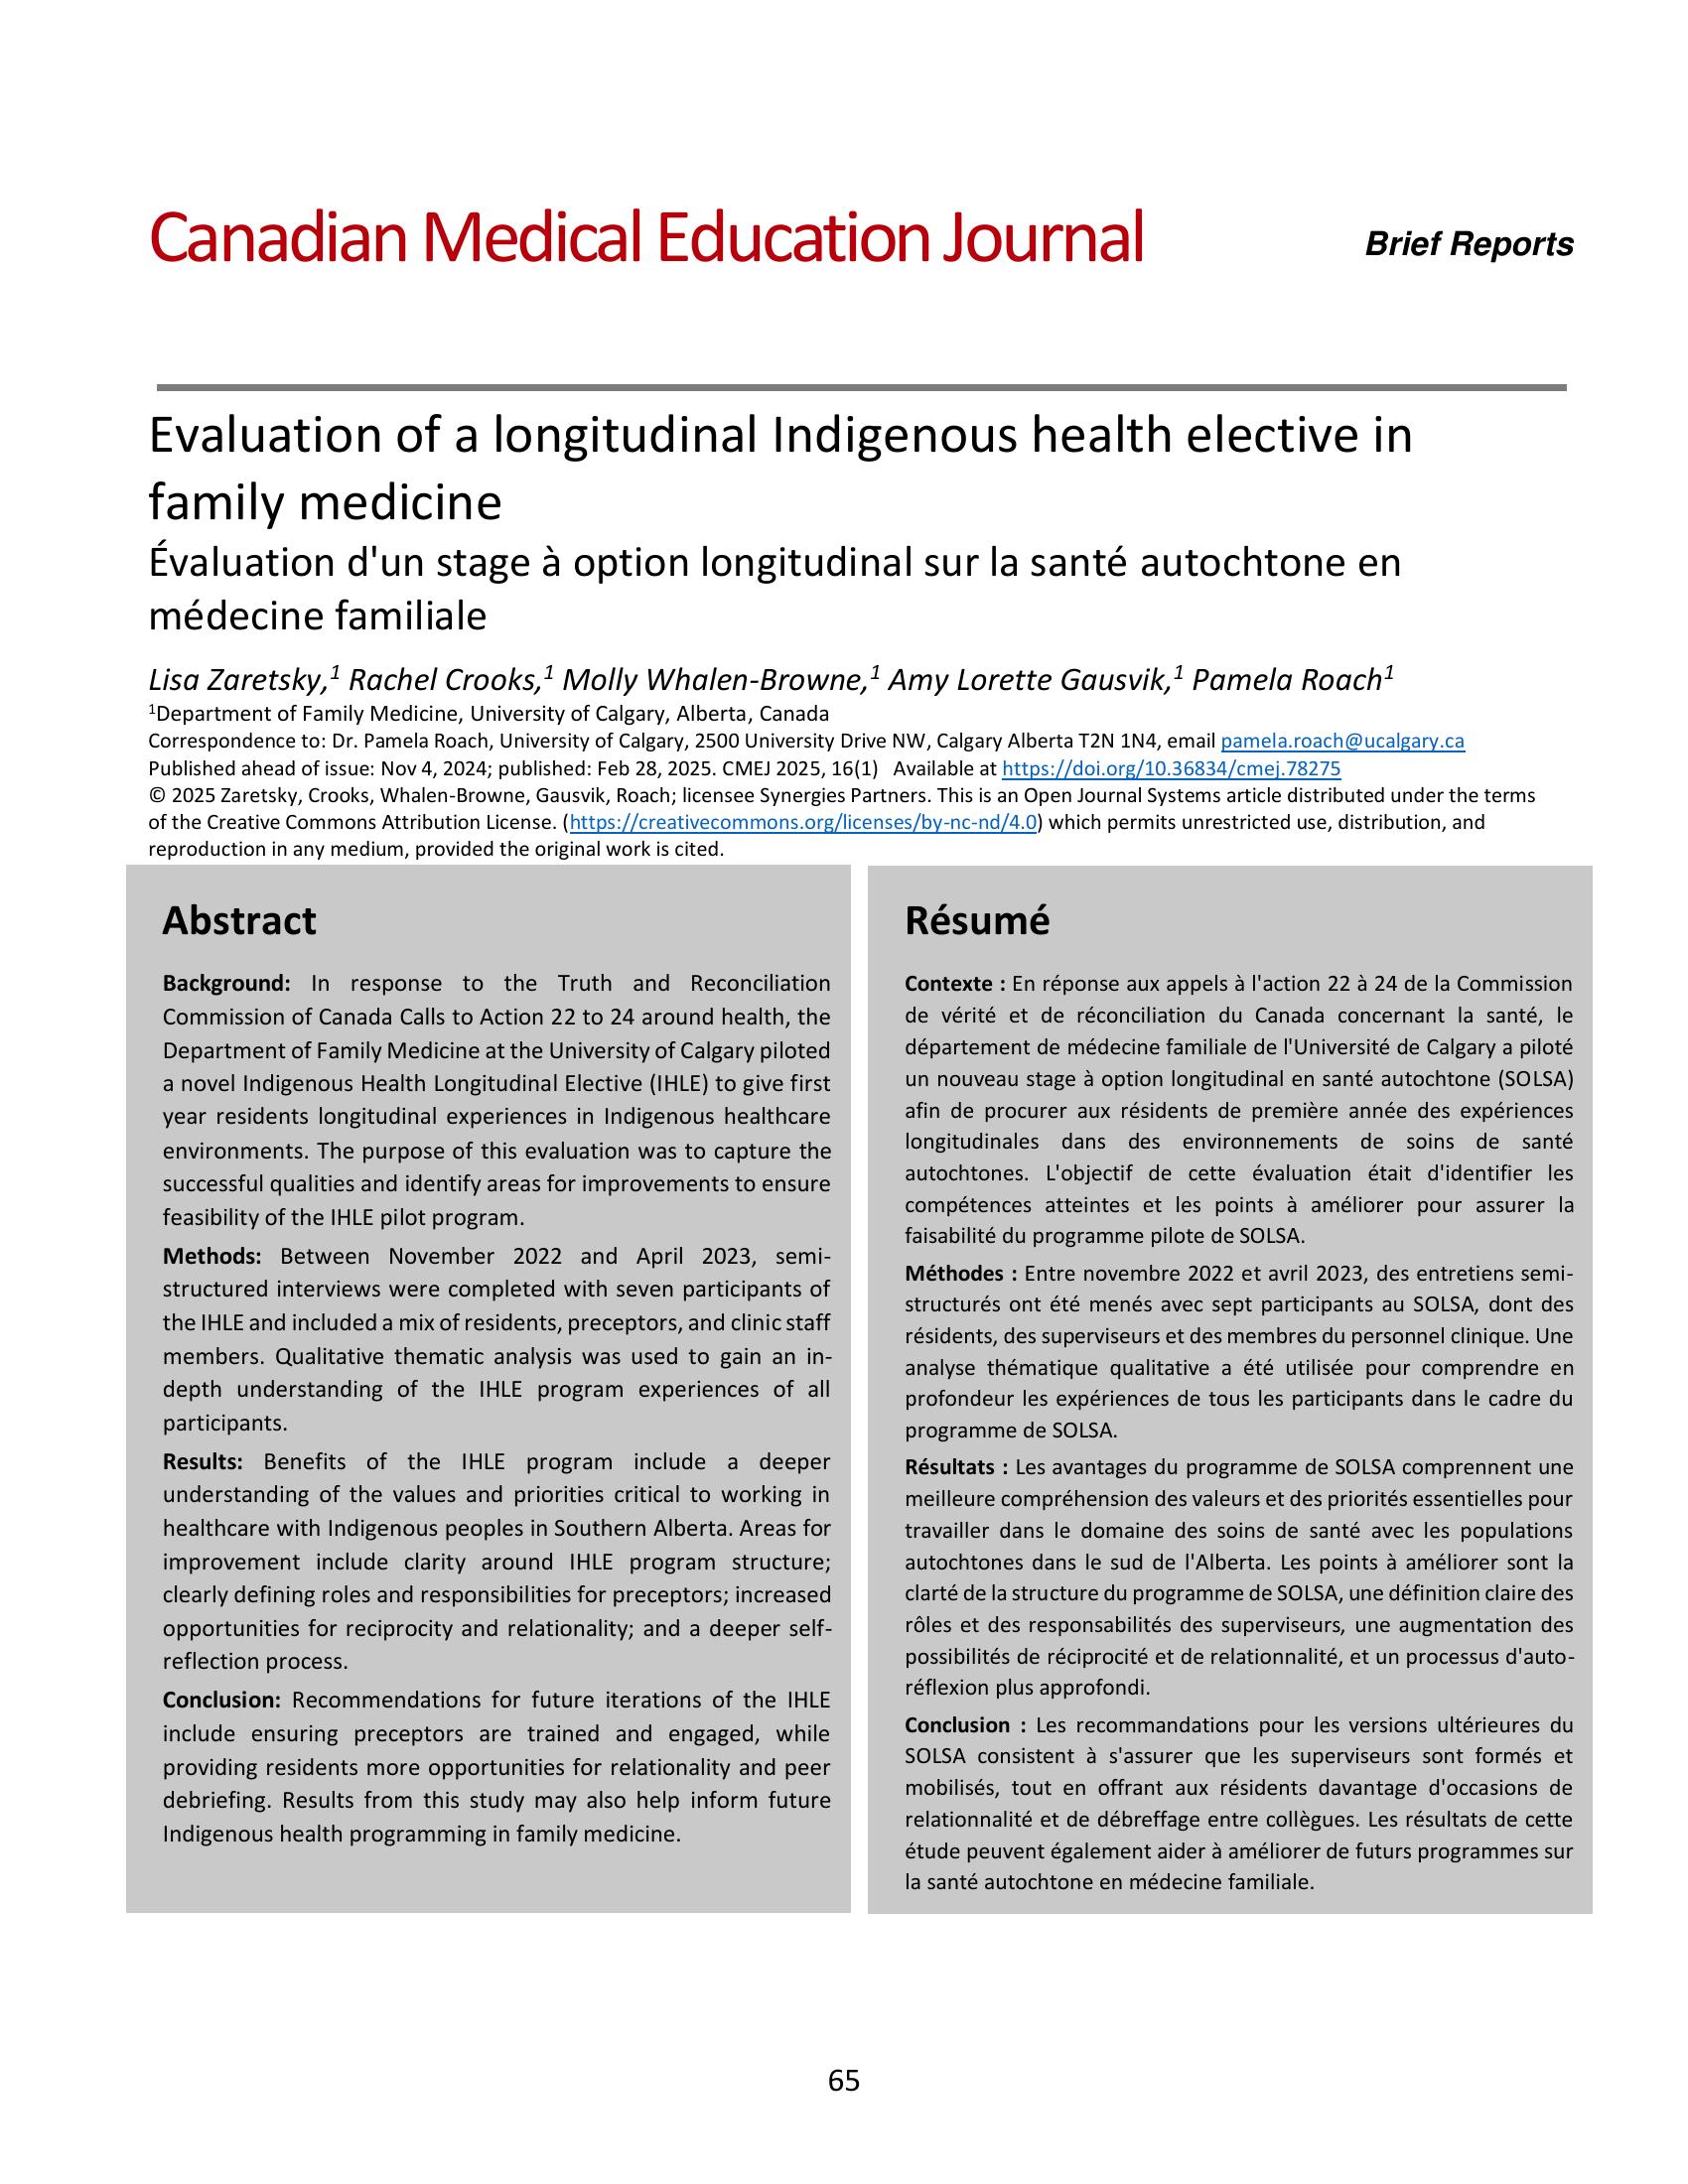 Canadian Medical Education Journal
Brief Reports
Evaluation of a longitudinal Indigenous health elective in
family medicine
Évaluation d'un stage à option longitudinal sur la santé autochtone en
médecine familiale
Lisa Zaretsky,1 Rachel Crooks,1 Molly Whalen-Browne,1 Amy Lorette Gausvik,1 Pamela Roach1
1Department of Family Medicine, University of Calgary, Alberta, Canada
Correspondence to: Dr. Pamela Roach, University of Calgary, 2500 University Drive NW, Calgary Alberta T2N 1N4, email pamela.roach@ucalgary.ca
Published ahead of issue: Nov 4, 2024; published: Feb 28, 2025. CMEJ 2025, 16(1) Available at https://doi.org/10.36834/cmej.78275
© 2025 Zaretsky, Crooks, Whalen-Browne, Gausvik, Roach; licensee Synergies Partners. This is an Open Journal Systems article distributed under the terms
of the Creative Commons Attribution License. (https://creativecommons.org/licenses/by-nc-nd/4.0) which permits unrestricted use, distribution, and
reproduction in any medium, provided the original work is cited.
Abstract
Background: In response to the Truth and Reconciliation
Commission of Canada Calls to Action 22 to 24 around health, the
Department of Family Medicine at the University of Calgary piloted
a novel Indigenous Health Longitudinal Elective (IHLE) to give first
year residents longitudinal experiences in Indigenous healthcare
environments. The purpose of this evaluation was to capture the
successful qualities and identify areas for improvements to ensure
feasibility of the IHLE pilot program.
Methods: Between November 2022 and April 2023, semi-
structured interviews were completed with seven participants of
the IHLE and included a mix of residents, preceptors, and clinic staff
members. Qualitative thematic analysis was used to gain an in-
depth understanding of the IHLE program experiences of all
participants.
Results: Benefits of the IHLE program include a deeper
understanding of the values and priorities critical to working in
healthcare with Indigenous peoples in Southern Alberta. Areas for
improvement include clarity around IHLE program structure;
clearly defining roles and responsibilities for preceptors; increased
opportunities for reciprocity and relationality; and a deeper self-
reflection process.
Conclusion: Recommendations for future iterations of the IHLE
include ensuring preceptors are trained and engaged, while
providing residents more opportunities for relationality and peer
debriefing. Results from this study may also help inform future
Indigenous health programming in family medicine.
Résumé
Contexte : En réponse aux appels à l'action 22 à 24 de la Commission
de vérité et de réconciliation du Canada concernant la santé, le
département de médecine familiale de l'Université de Calgary a piloté
un nouveau stage à option longitudinal en santé autochtone (SOLSA)
afin de procurer aux résidents de première année des expériences
longitudinales dans des environnements de soins de santé
autochtones. L'objectif de cette évaluation était d'identifier les
compétences atteintes et les points à améliorer pour assurer la
faisabilité du programme pilote de SOLSA.
Méthodes : Entre novembre 2022 et avril 2023, des entretiens semi-
structurés ont été menés avec sept participants au SOLSA, dont des
résidents, des superviseurs et des membres du personnel clinique. Une
analyse thématique qualitative a été utilisée pour comprendre en
profondeur les expériences de tous les participants dans le cadre du
programme de SOLSA.
Résultats : Les avantages du programme de SOLSA comprennent une
meilleure compréhension des valeurs et des priorités essentielles pour
travailler dans le domaine des soins de santé avec les populations
autochtones dans le sud de l'Alberta. Les points à améliorer sont la
clarté de la structure du programme de SOLSA, une définition claire des
rôles et des responsabilités des superviseurs, une augmentation des
possibilités de réciprocité et de relationnalité, et un processus d'auto-
réflexion plus approfondi.
Conclusion : Les recommandations pour les versions ultérieures du
SOLSA consistent à s'assurer que les superviseurs sont formés et
mobilisés, tout en offrant aux résidents davantage d'occasions de
relationnalité et de débreffage entre collègues. Les résultats de cette
étude peuvent également aider à améliorer de futurs programmes sur
la santé autochtone en médecine familiale.
65